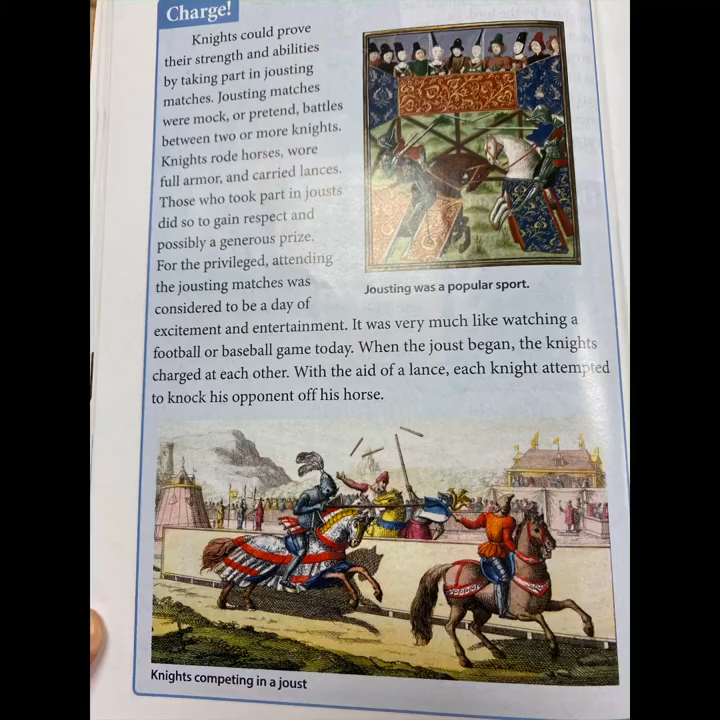 Charge!
Knights could prove
their strength and abilities
by taking part in jousting
matches. Jousting matches
were mock, or pretend, battles
between two or more knights.
Knights rode horses, wore
full armor, and carried lances.
Those who took part in jousts
did so to gain respect and
possibly a generous prize.
For the privileged, attending
the jousting matches was
considered to be a day of
excitement and entertainment. It was very much like watching a
football or baseball game today. When the joust began, the knights
charged at each other. With the aid of a lance, each knight attempted
to knock his opponent off his horse.
Jousting was a popular sport.
Knights competing in a joust